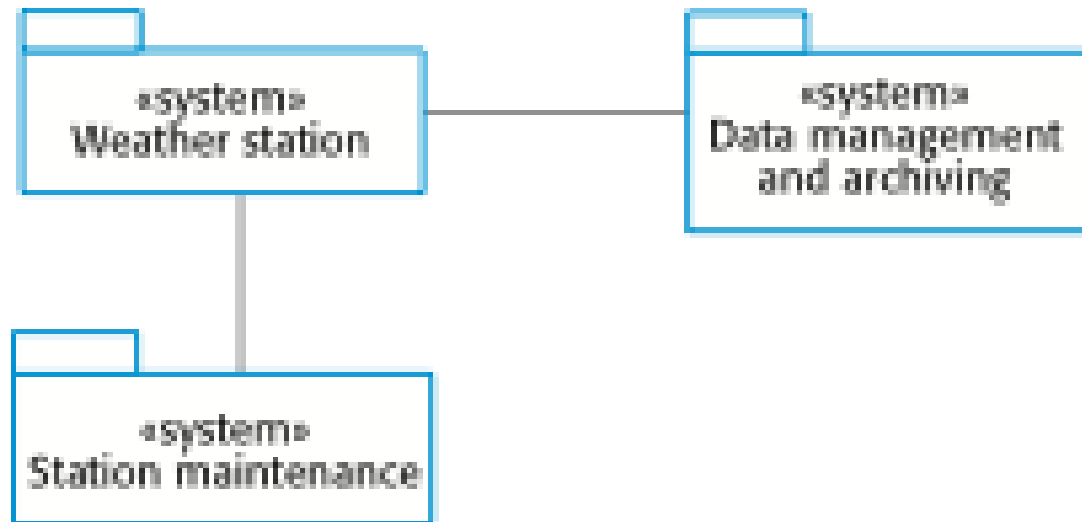 «system»
Weather station
«system»
Data management
and archiving
«system»
Station maintenance